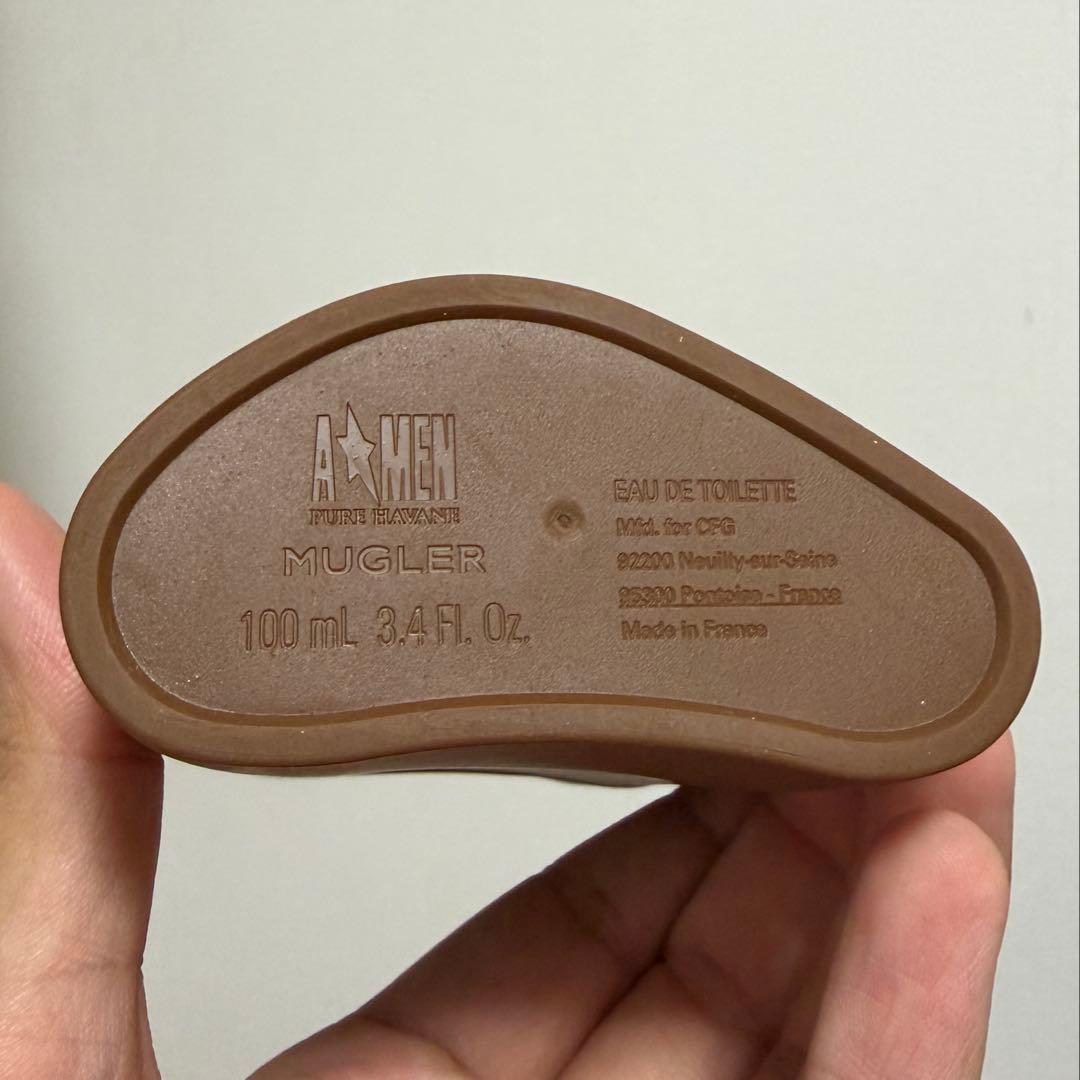 A★MEN
PURE HAVANE
MUGLER
100 mL 3.4 Fl. Oz.
EAU DE TOILETTE
Mfd. for CFG
92200 Neuilly-sur-Seine
95300 Pontoise - France
Made in France